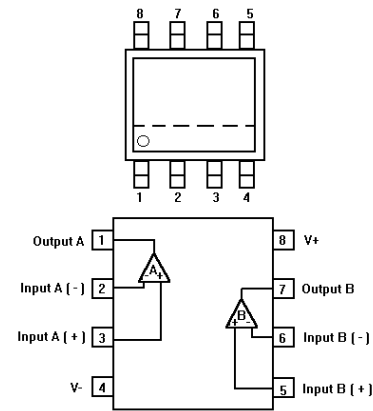 8 7 6 5
1 2 3 4
Output A 1 8 V+
-A+
Input A ( - ) 2 7 Output B
+B-
Input A ( + ) 3 6 Input B ( - )
V- 4 5 Input B ( + )